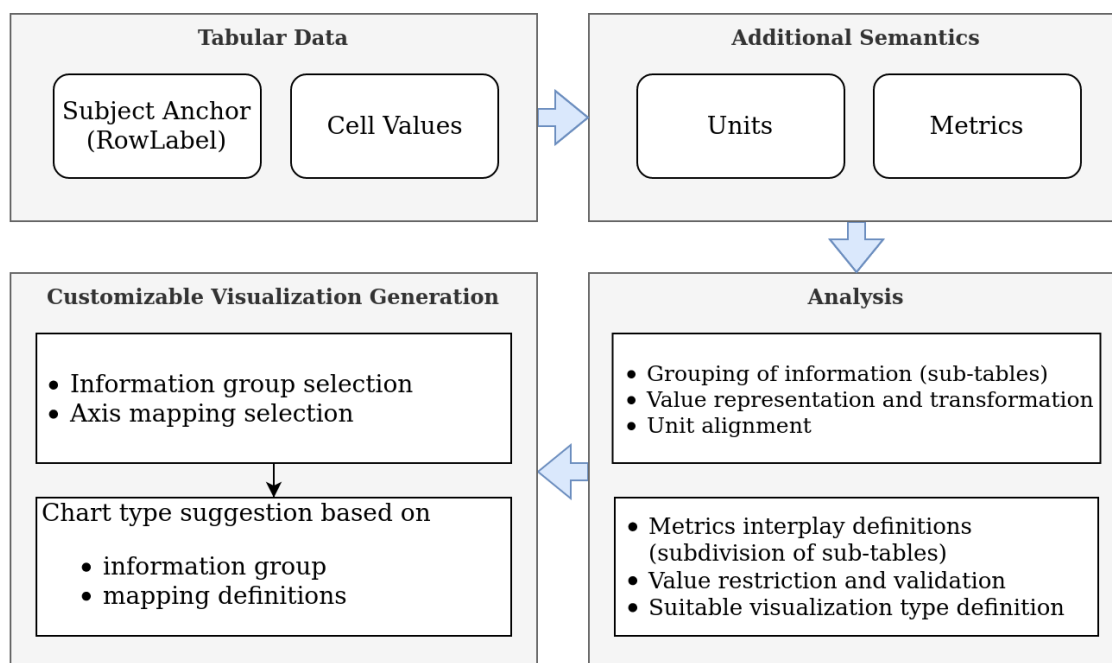 Tabular Data
Subject Anchor
(RowLabel)
Cell Values
Additional Semantics
Units
Metrics
Analysis
• Grouping of information (sub-tables)
• Value representation and transformation
• Unit alignment
• Metrics interplay definitions
(subdivision of sub-tables)
• Value restriction and validation
• Suitable visualization type definition
Customizable Visualization Generation
• Information group selection
• Axis mapping selection
Chart type suggestion based on
• information group
• mapping definitions